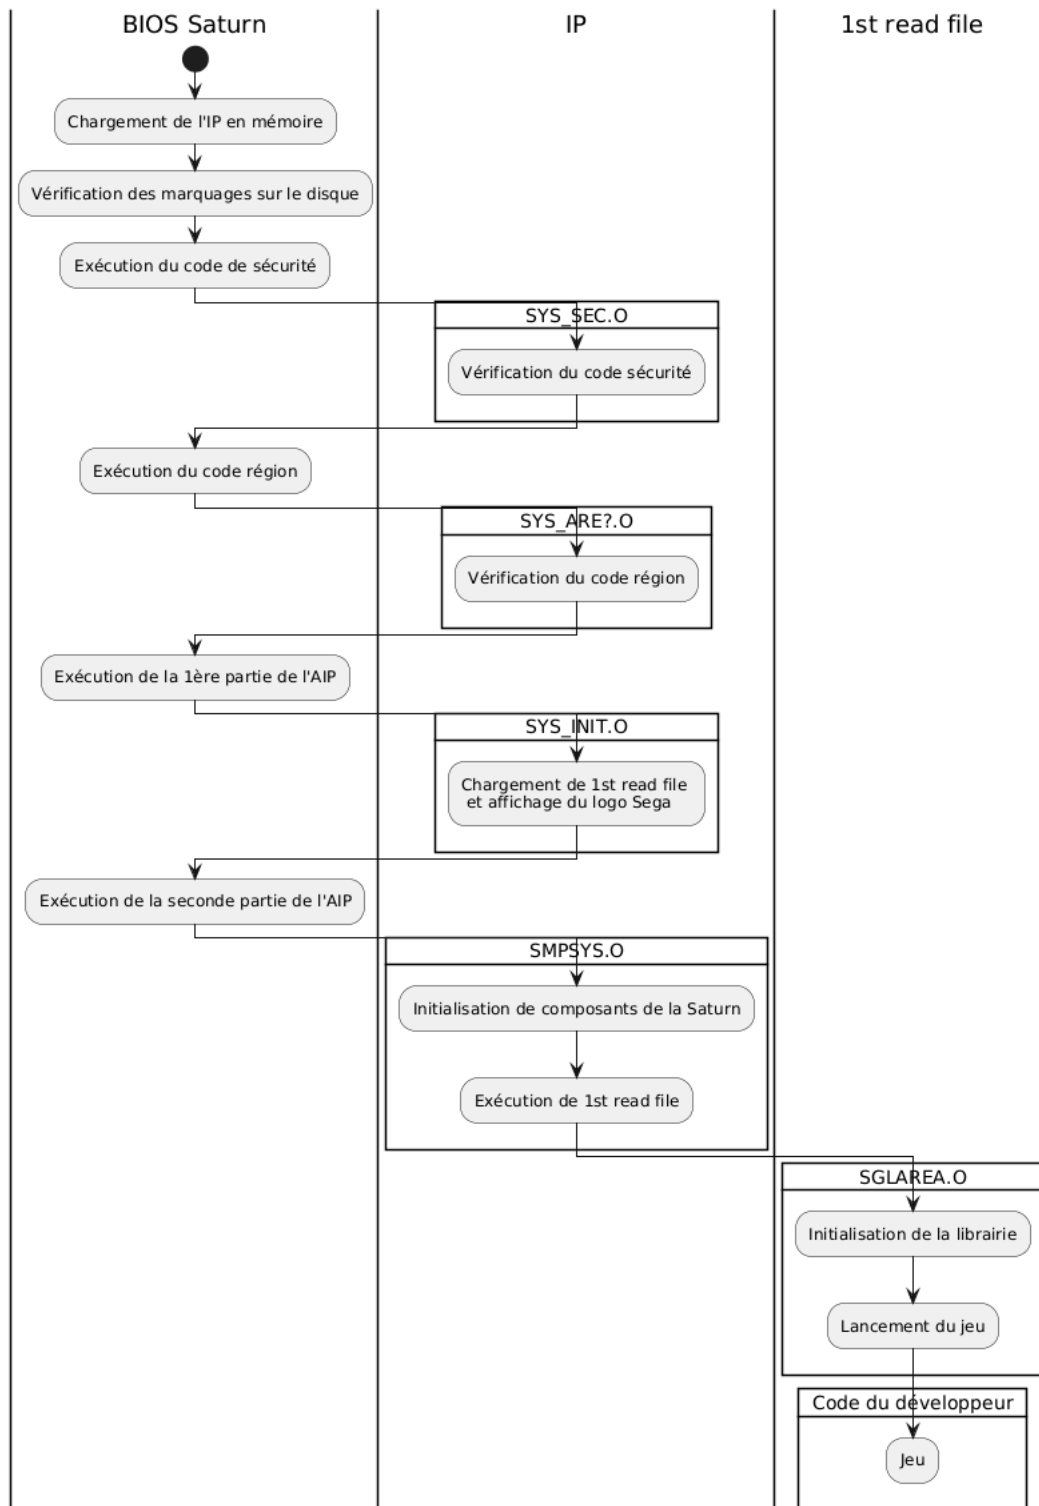 BIOS Saturn
IP
1st read file
Chargement de l'IP en mémoire
Vérification des marquages sur le disque
Exécution du code de sécurité
SYS_SEC.O
Vérification du code sécurité
Exécution du code région
SYS_ARE?.O
Vérification du code région
Exécution de la 1ère partie de l'AIP
SYS_INIT.O
Chargement de 1st read file
et affichage du logo Sega
Exécution de la seconde partie de l'AIP
SMPSYS.O
Initialisation de composants de la Saturn
Exécution de 1st read file
SGLAREA.O
Initialisation de la librairie
Lancement du jeu
Code du développeur
Jeu